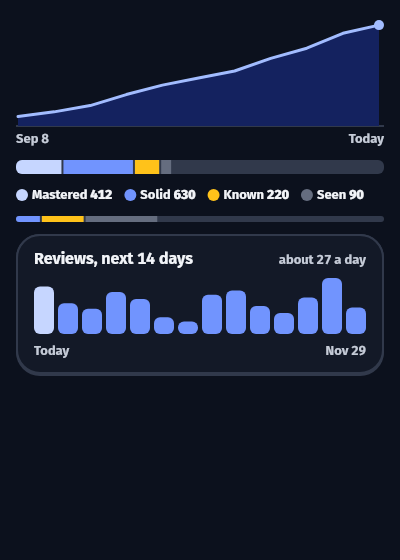 Sep 8 Today
Mastered 412 Solid 630 Known 220 Seen 90
Reviews, next 14 days about 27 a day
Today Nov 29